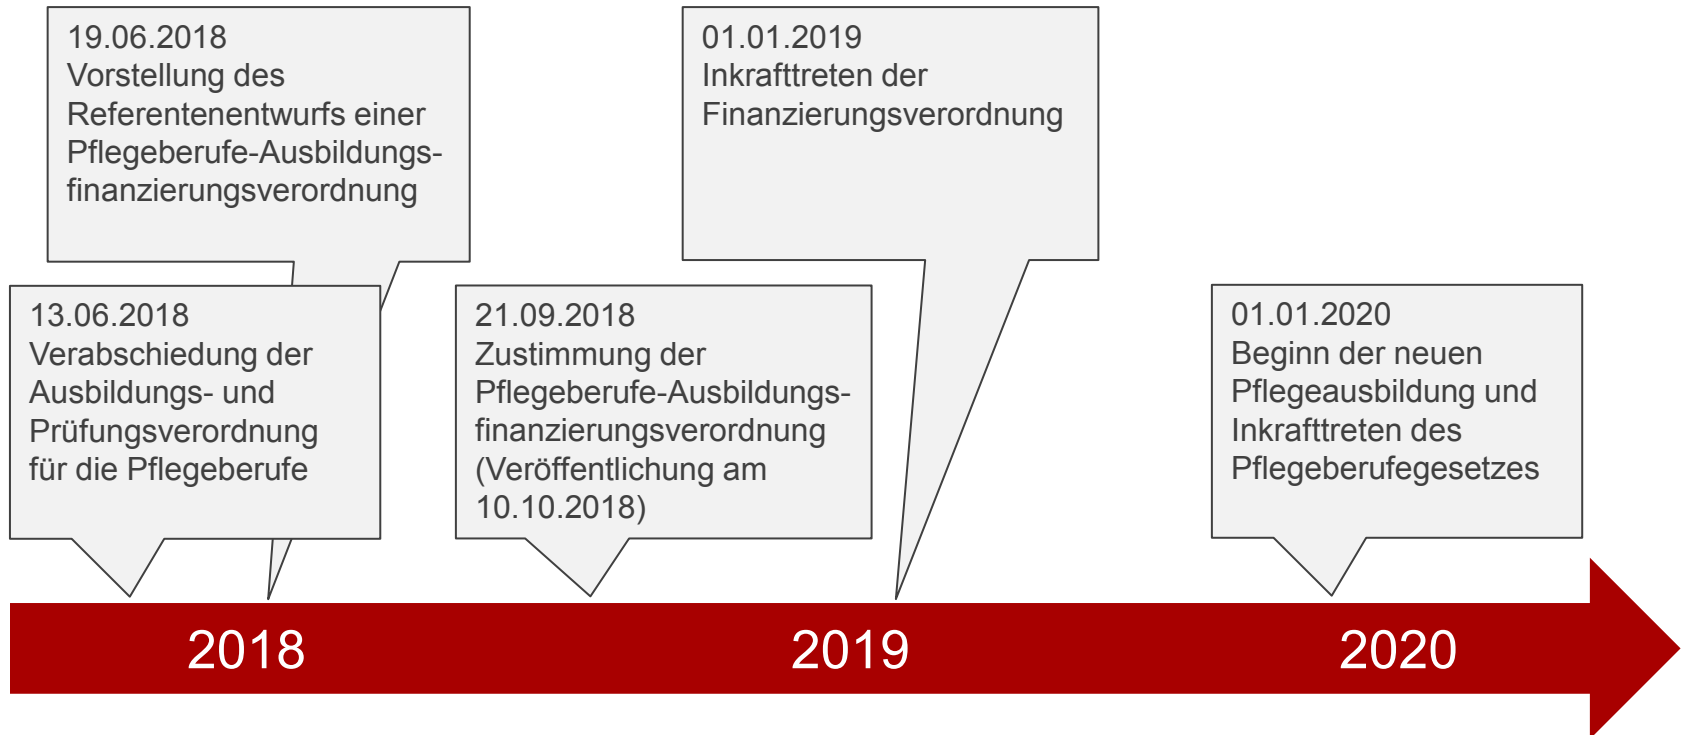 19.06.2018
Vorstellung des
Referentenentwurfs einer
Pflegeberufe-Ausbildungs-
finanzierungsverordnung
01.01.2019
Inkrafttreten der
Finanzierungsverordnung
13.06.2018
Verabschiedung der
Ausbildungs- und
Prüfungsverordnung
für die Pflegeberufe
21.09.2018
Zustimmung der
Pflegeberufe-Ausbildungs-
finanzierungsverordnung
(Veröffentlichung am
10.10.2018)
01.01.2020
Beginn der neuen
Pflegeausbildung und
Inkrafttreten des
Pflegeberufegesetzes
2018
2019
2020